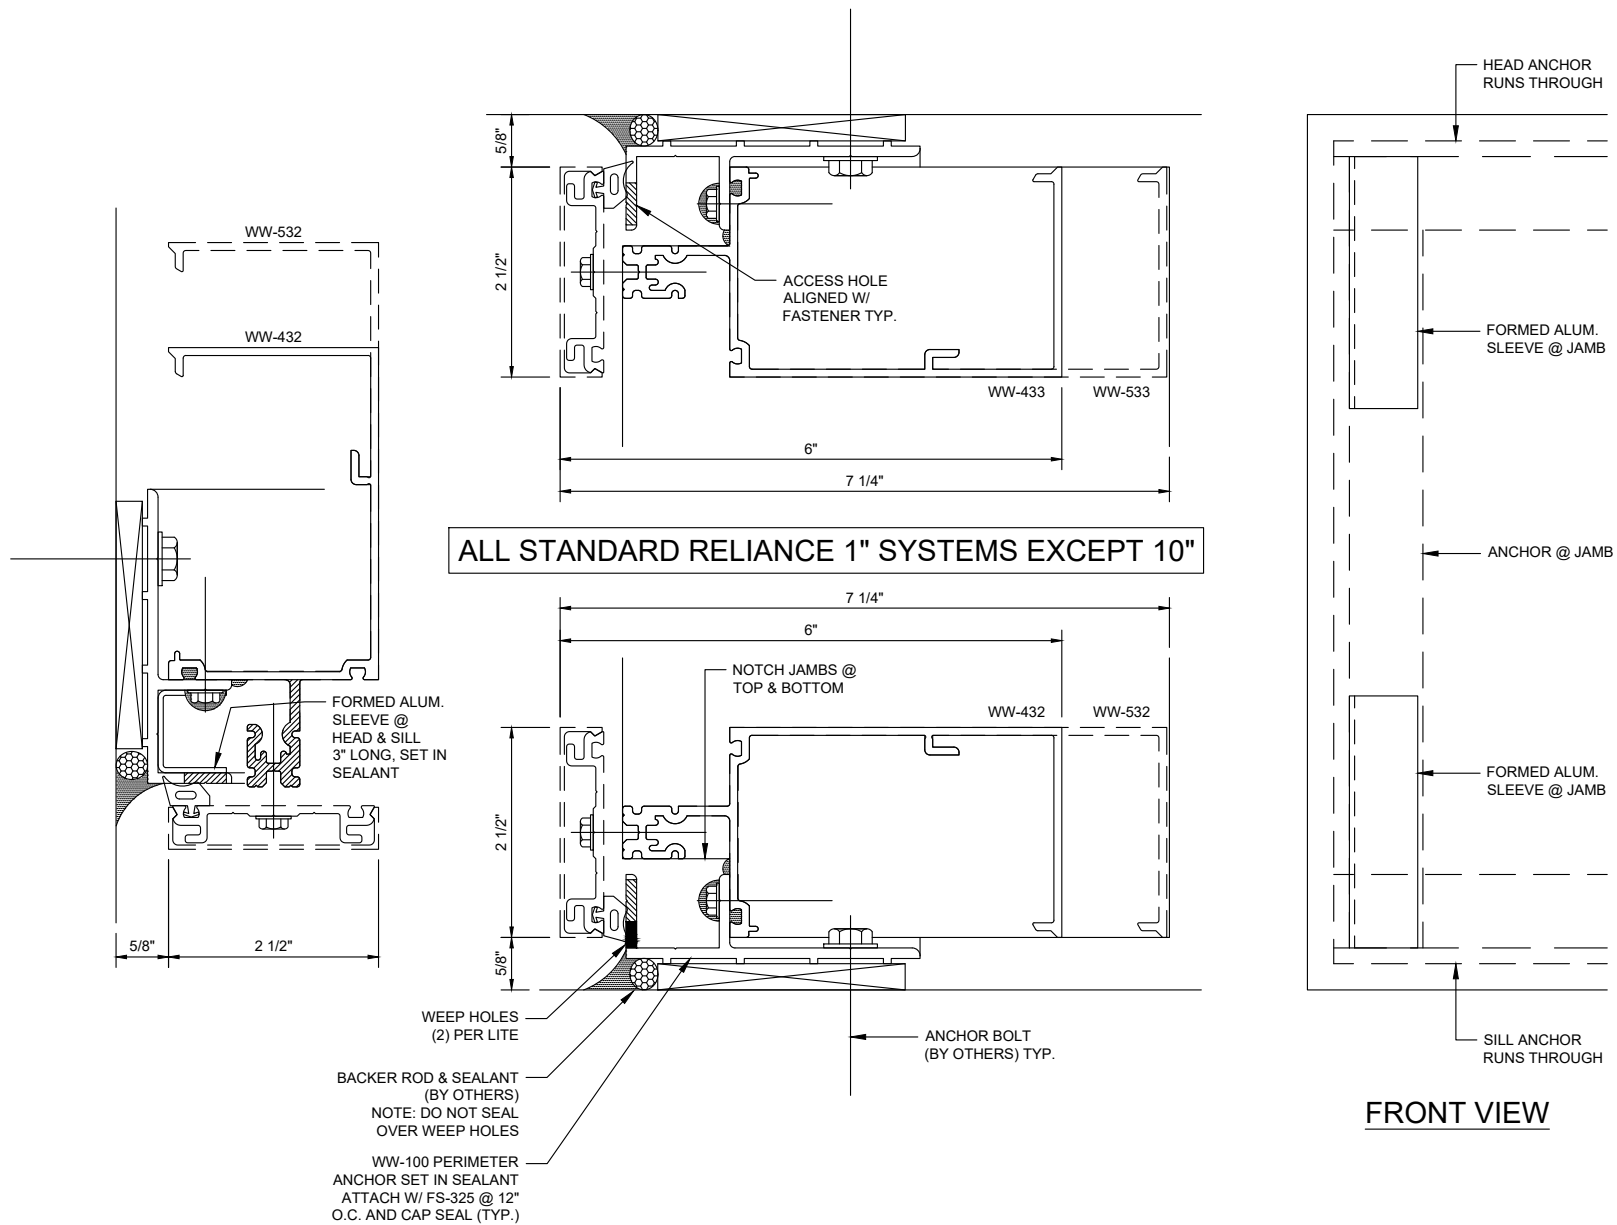 HEAD ANCHOR
RUNS THROUGH
5/8"
WW-532
2 1/2"
ACCESS HOLE
ALIGNED W/
FASTENER TYP.
WW-432
FORMED ALUM.
SLEEVE @ JAMB
WW-433
WW-533
6"
7 1/4"
ALL STANDARD RELIANCE 1" SYSTEMS EXCEPT 10"
ANCHOR @ JAMB
7 1/4"
6"
NOTCH JAMBS @
TOP & BOTTOM
FORMED ALUM.
SLEEVE @
HEAD & SILL
3" LONG, SET IN
SEALANT
WW-432
WW-532
FORMED ALUM.
SLEEVE @ JAMB
2 1/2"
5/8"
2 1/2"
5/8"
WEEP HOLES
(2) PER LITE
ANCHOR BOLT
(BY OTHERS) TYP.
SILL ANCHOR
RUNS THROUGH
BACKER ROD & SEALANT
(BY OTHERS)
NOTE: DO NOT SEAL
OVER WEEP HOLES
FRONT VIEW
WW-100 PERIMETER
ANCHOR SET IN SEALANT
ATTACH W/ FS-325 @ 12"
O.C. AND CAP SEAL (TYP.)